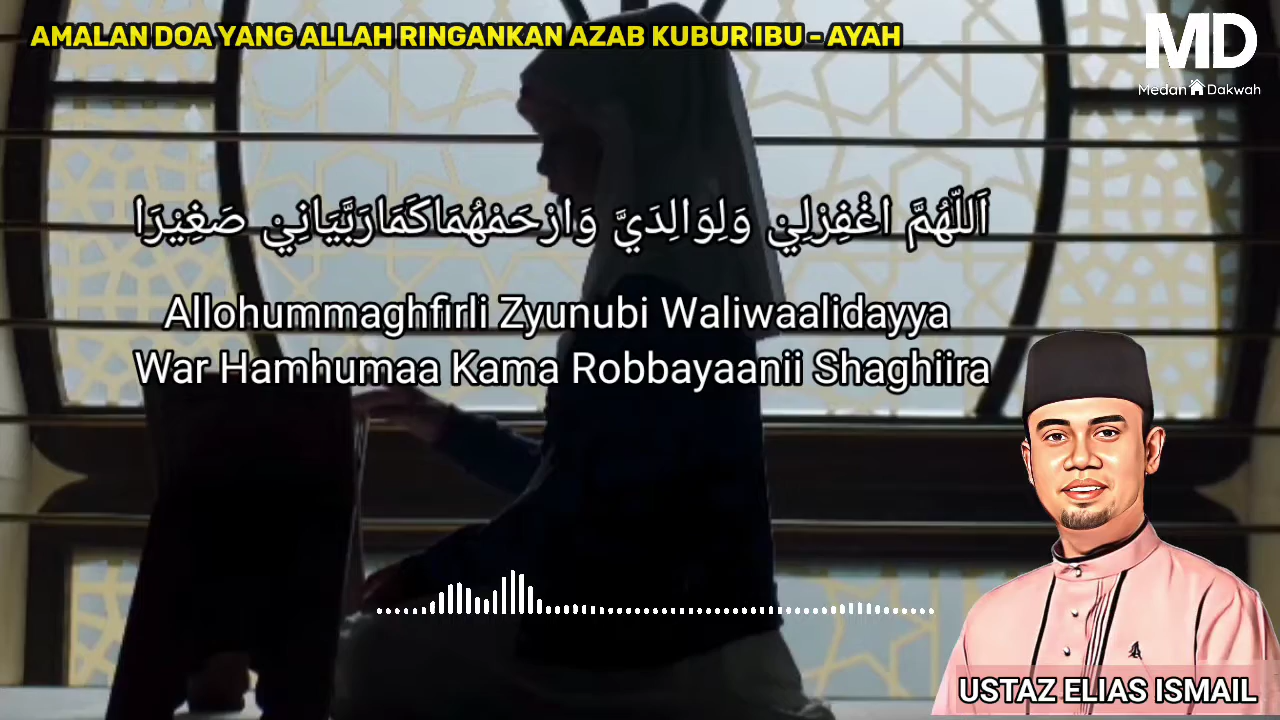 AMALAN DOA YANG ALLAH RINGANKAN AZAB KUBUR IBU - AYAH
MD
Medan Dakwah
اَللّٰهُمَّ اغْفِرْلِيْ وَلِوَالِدَيَّ وَارْحَمْهُمَاكَمَارَبَّيَانِيْ صَغِيْرَا
Allohummaghfirli Zyunubi Waliwaalidayya
War Hamhumaa Kama Robbayaanii Shaghiira
USTAZ ELIAS ISMAIL